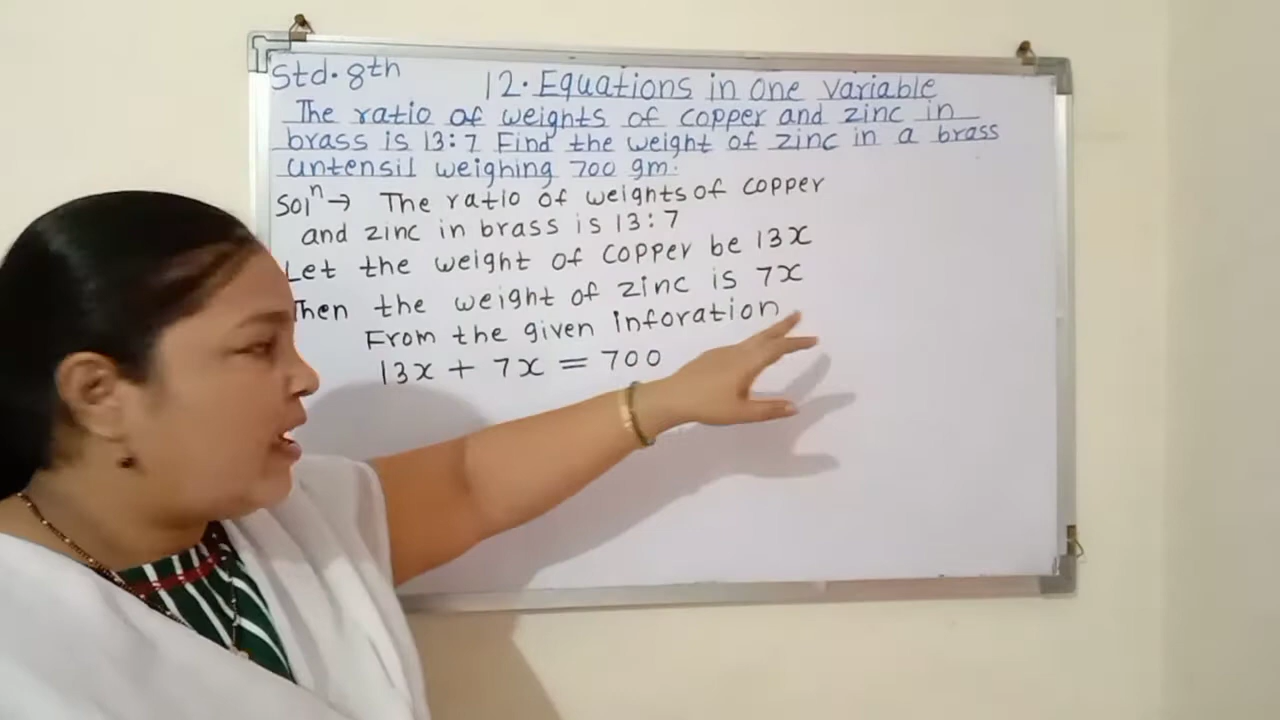 Std. 8th
12. Equations in one variable
The ratio of weights of copper and zinc in
brass is 13:7 Find the weight of zinc in a brass
untensil weighing 700 gm.
Solⁿ → The ratio of weights of copper
and zinc in brass is 13:7
Let the weight of copper be 13x
Then the weight of zinc is 7x
From the given inforation
13x + 7x = 700